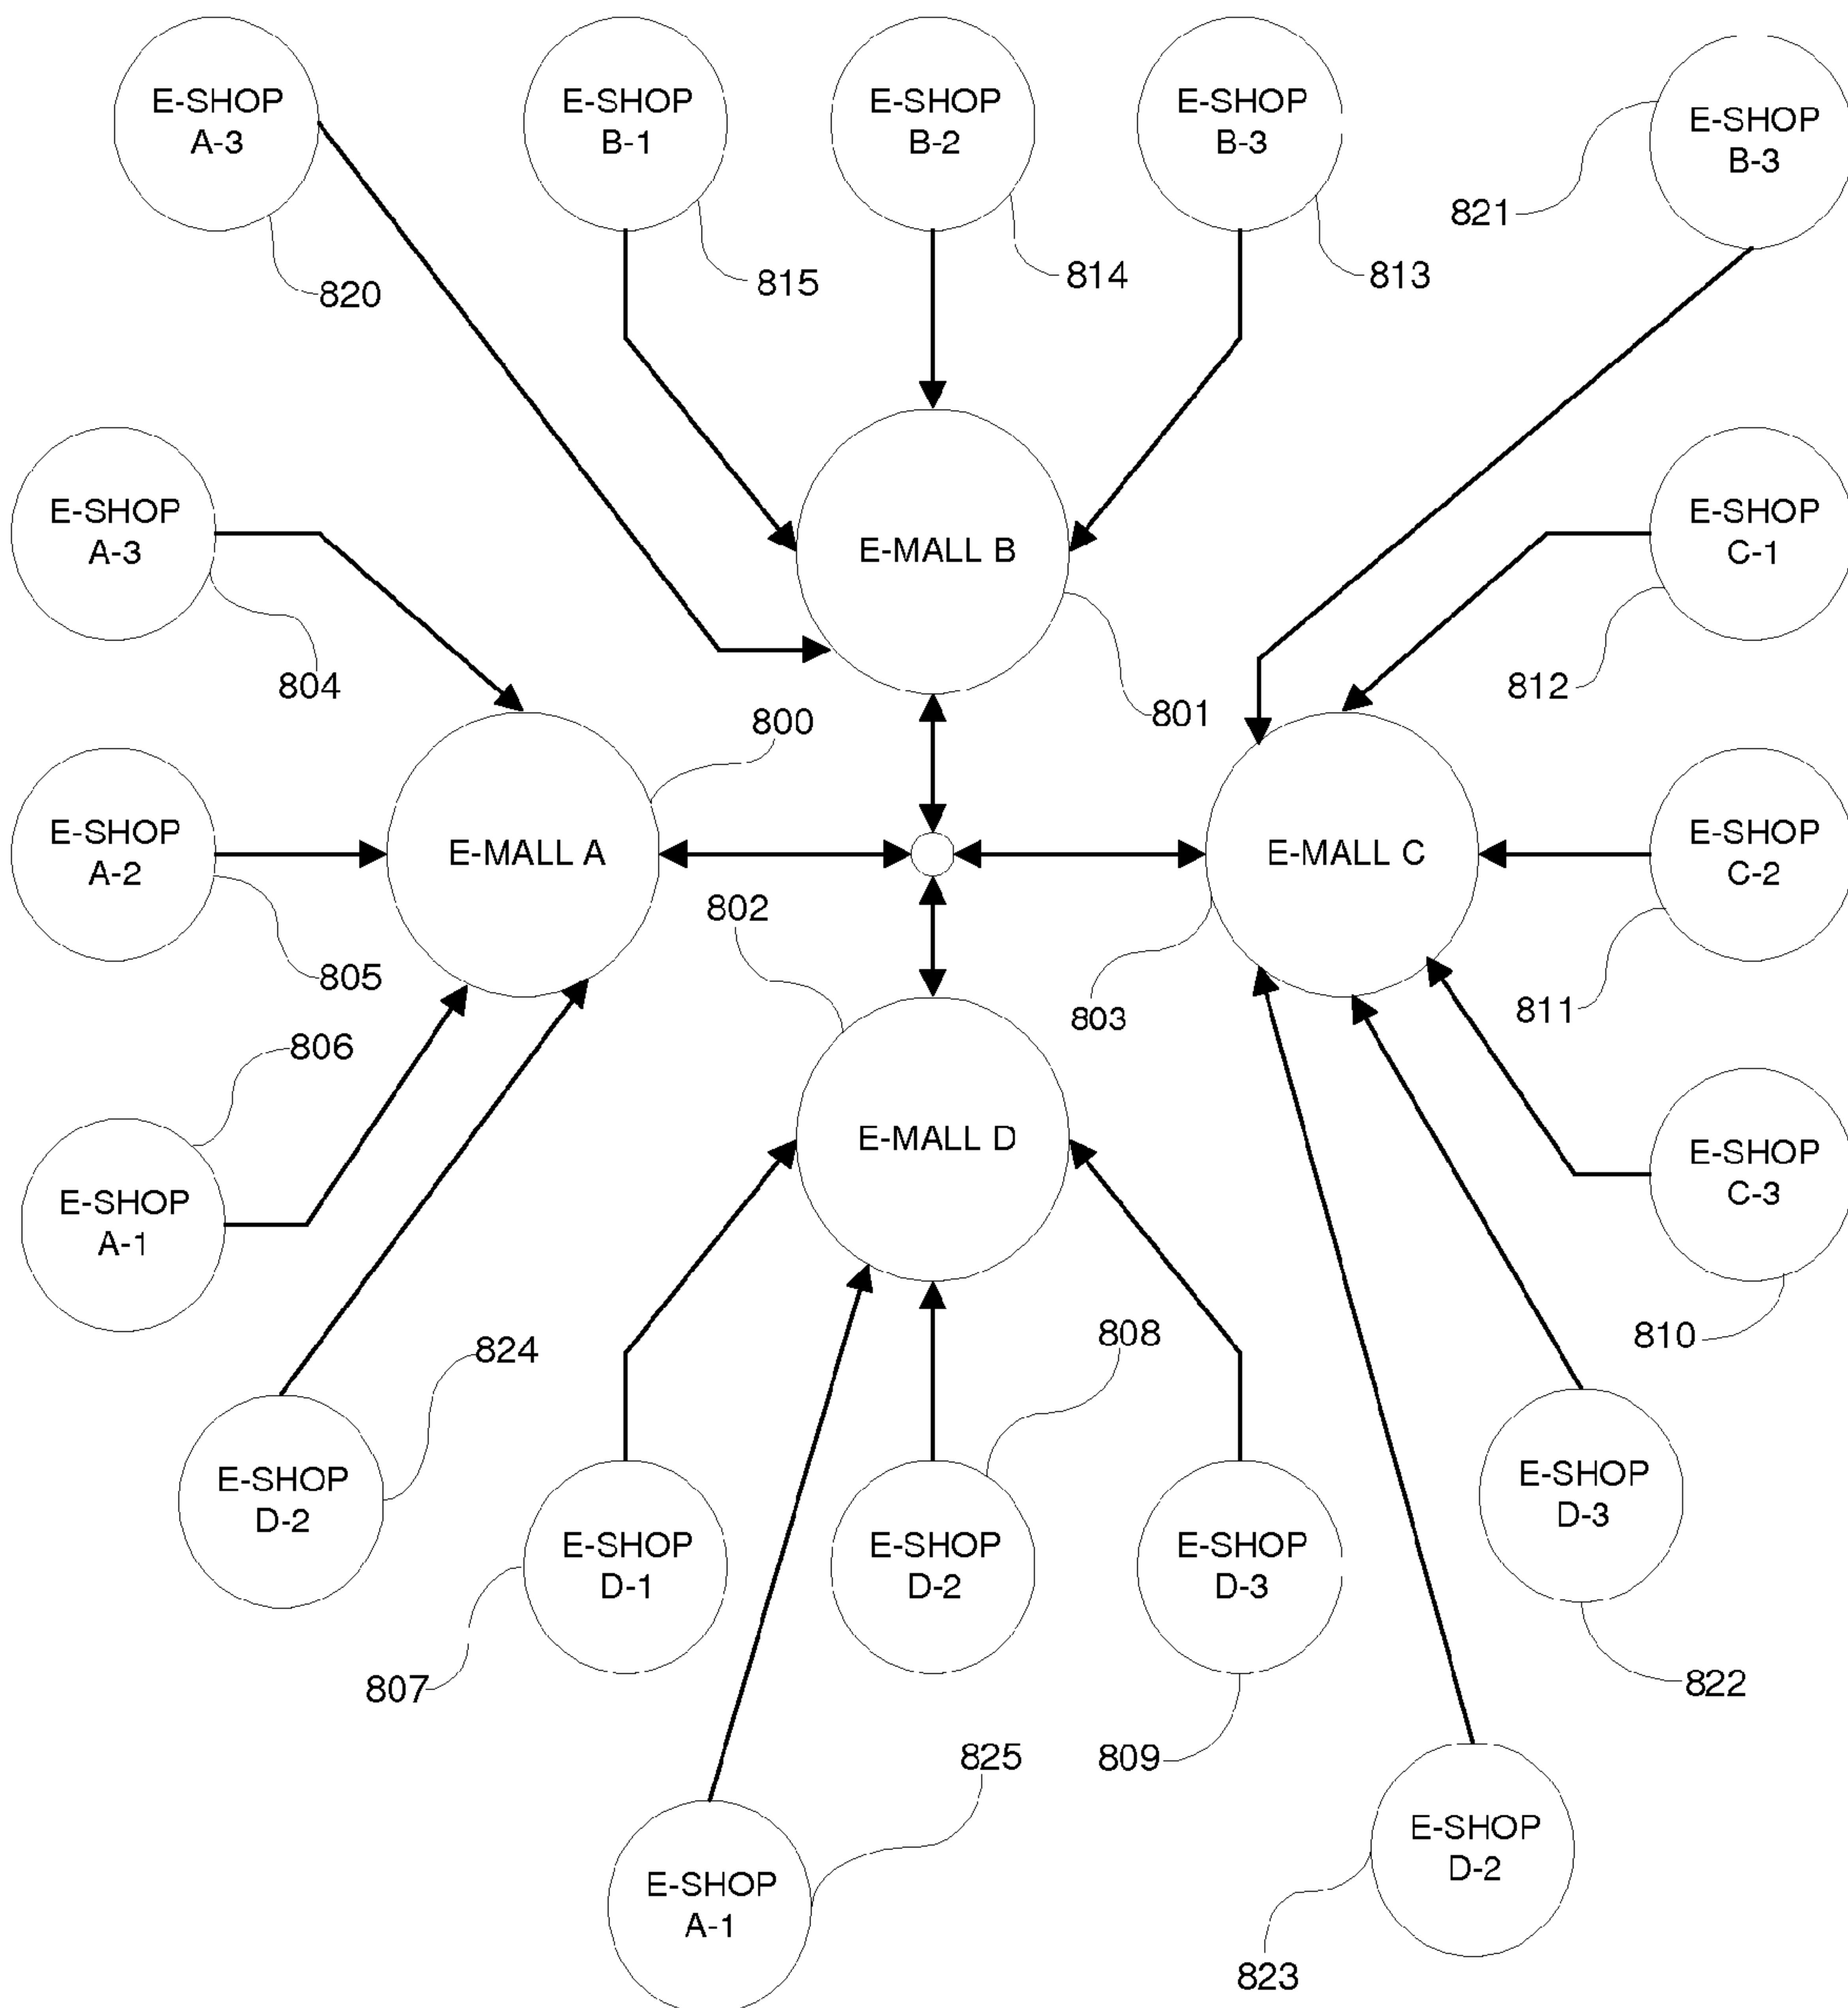 E-SHOP
A-3
820
E-SHOP
B-1
815
E-SHOP
B-2
814
E-SHOP
B-3
813
E-SHOP
B-3
821
E-SHOP
A-3
804
E-MALL B
801
E-SHOP
C-1
812
E-SHOP
A-2
805
E-MALL A
800
E-MALL C
803
E-SHOP
C-2
811
802
E-MALL D
806
E-SHOP
A-1
E-SHOP
C-3
810
824
E-SHOP
D-2
808
E-SHOP
D-1
807
E-SHOP
D-2
E-SHOP
D-3
809
E-SHOP
D-3
822
825
E-SHOP
A-1
E-SHOP
D-2
823